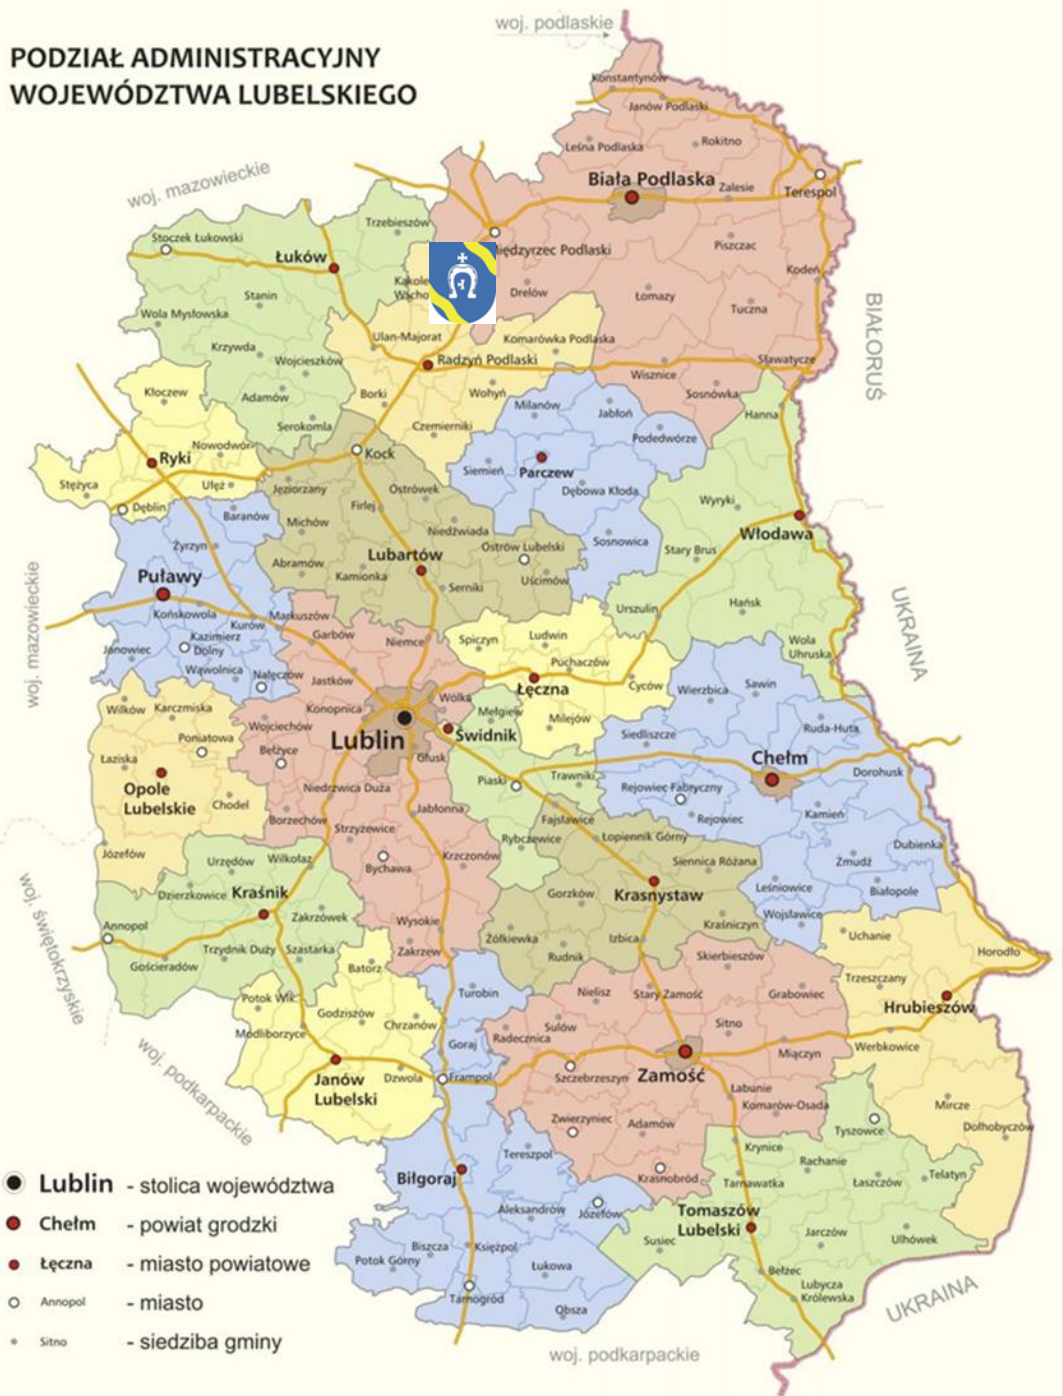 woj. podlaskie
PODZIAŁ ADMINISTRACYJNY
WOJEWÓDZTWA LUBELSKIEGO
Konstantynów
Janów Podlaski
Leśna Podlaska
Rokitno
woj. mazowieckie
Biała Podlaska
Zalesie
Terespol
Trzebieszów
Stoczek Łukowski
Łuków
Międzyrzec Podlaski
Piszczac
Kodeń
Kąkole
Wacho
Drelów
Stanin
Łomazy
Tuczna
BIAŁORUŚ
Wola Mysłowska
Ulan-Majorat
Komarówka Podlaska
Krzywda
Wojcieszków
Radzyń Podlaski
Sławatycze
Wisznice
Kłoczew
Adamów
Borki
Wohyń
Sosnówka
Milanów
Jabłoń
Hanna
Serokomla
Czemierniki
Podedwórze
Nowodwór
Kock
Ryki
Siemień
Parczew
Stężyca
Ułęż
Jeziorzany
Ostrówek
Dębowa Kłoda
Wyryki
Dęblin
Baranów
Michów
Firlej
Niedźwiada
Włodawa
Żyrzyn
Lubartów
Ostrów Lubelski
Sosnowica
Stary Brus
Abramów
Kamionka
Uścimów
woj. mazowieckie
Puławy
Serniki
UKRAINA
Końskowola
Markuszów
Urszulin
Hańsk
Kurów
Garbów
Niemce
Spiczyn
Ludwin
Kazimierz
Dolny
Janowiec
Wola
Uhruska
Wąwolnica
Nałęczów
Jastków
Puchaczów
Łęczna
Cyców
Wierzbica
Sawin
Wilków
Karczmiska
Konopnica
Wólka
Mełgiew
Milejów
Wojciechów
Lublin
Świdnik
Siedliszcze
Ruda-Huta
Poniatowa
Bełżyce
Głusk
Chełm
Łaziska
Piaski
Trawniki
Dorohusk
Opole
Lubelskie
Niedrzwica Duża
Rejowiec Fabryczny
Chodel
Jabłonna
Kamień
Borzechów
Strzyżewice
Fajsławice
Rejowiec
Rybczewice
Łopiennik Górny
Dubienka
Józefów
Urzędów
Wilkołaz
Bychawa
Krzczonów
Siennica Różana
Żmudź
Dzierzkowice
Kraśnik
Gorzków
Krasnystaw
Leśniowice
Białopole
woj. świętokrzyskie
Zakrzówek
Wysokie
Kraśniczyn
Wojsławice
Annopol
Żółkiewka
Izbica
Uchanie
Trzydnik Duży
Szastarka
Zakrzew
Rudnik
Skierbieszów
Horodło
Gościeradów
Batorz
Trzeszczany
Potok Wlk.
Turobin
Nielisz
Stary Zamość
Grabowiec
Hrubieszów
Godziszów
Modliborzyce
Chrzanów
Sułów
Sitno
Radecznica
Goraj
Werbkowice
woj. podkarpackie
Miączyn
Janów
Lubelski
Dzwola
Frampol
Szczebrzeszyn
Zamość
Łabunie
Komarów-Osada
Mircze
Zwierzyniec
Adamów
Tyszowce
Dołhobyczów
Tereszpol
Krynice
Rachanie
Biłgoraj
Krasnobród
Tarnawatka
Łaszczów
Telatyn
Aleksandrów
Józefów
Tomaszów
Lubelski
Susiec
Jarczów
Ulhówek
Biszcza
Księżpol
Potok Górny
Łukowa
Bełżec
Lubycza
Królewska
Tarnogród
Obsza
UKRAINA
woj. podkarpackie
Lublin - stolica województwa
Chełm - powiat grodzki
Łęczna - miasto powiatowe
Annopol - miasto
Sitno - siedziba gminy